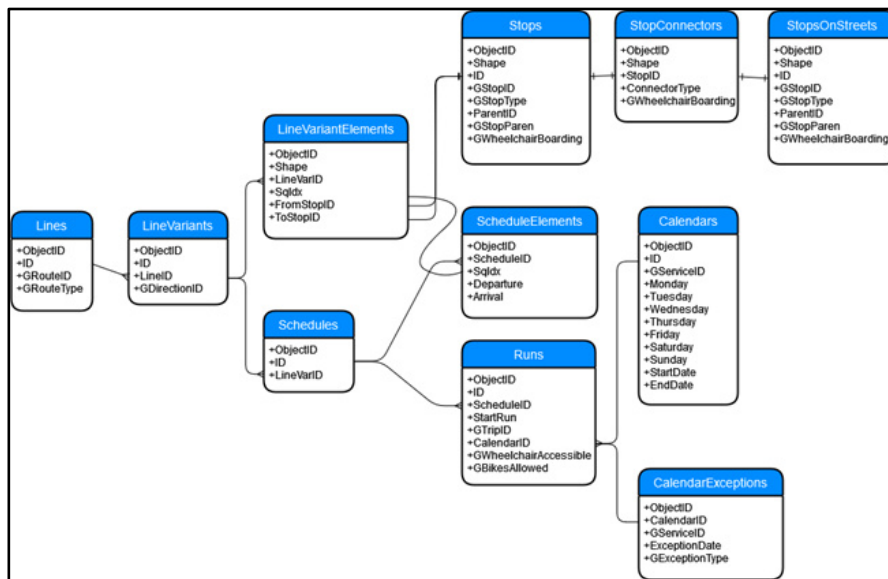 Stops
+ObjectID
+Shape
+ID
+GStopID
+GStopType
+ParentID
+GStopParen
+GWheelchairBoarding
StopConnectors
+ObjectID
+Shape
+StopID
+ConnectorType
+GWheelchairBoarding
StopsOnStreets
+ObjectID
+Shape
+ID
+GStopID
+GStopType
+ParentID
+GStopParen
+GWheelchairBoarding
LineVariantElements
+ObjectID
+Shape
+LineVarID
+SqIdx
+FromStopID
+ToStopID
Lines
+ObjectID
+ID
+GRouteID
+GRouteType
LineVariants
+ObjectID
+ID
+LineID
+GDirectionID
ScheduleElements
+ObjectID
+ScheduleID
+SqIdx
+Departure
+Arrival
Calendars
+ObjectID
+ID
+GServiceID
+Monday
+Tuesday
+Wednesday
+Thursday
+Friday
+Saturday
+Sunday
+StartDate
+EndDate
Schedules
+ObjectID
+ID
+LineVarID
Runs
+ObjectID
+ID
+ScheduleID
+StartRun
+GTripID
+CalendarID
+GWheelchairAccessible
+GBikesAllowed
CalendarExceptions
+ObjectID
+CalendarID
+GServiceID
+ExceptionDate
+GExceptionType